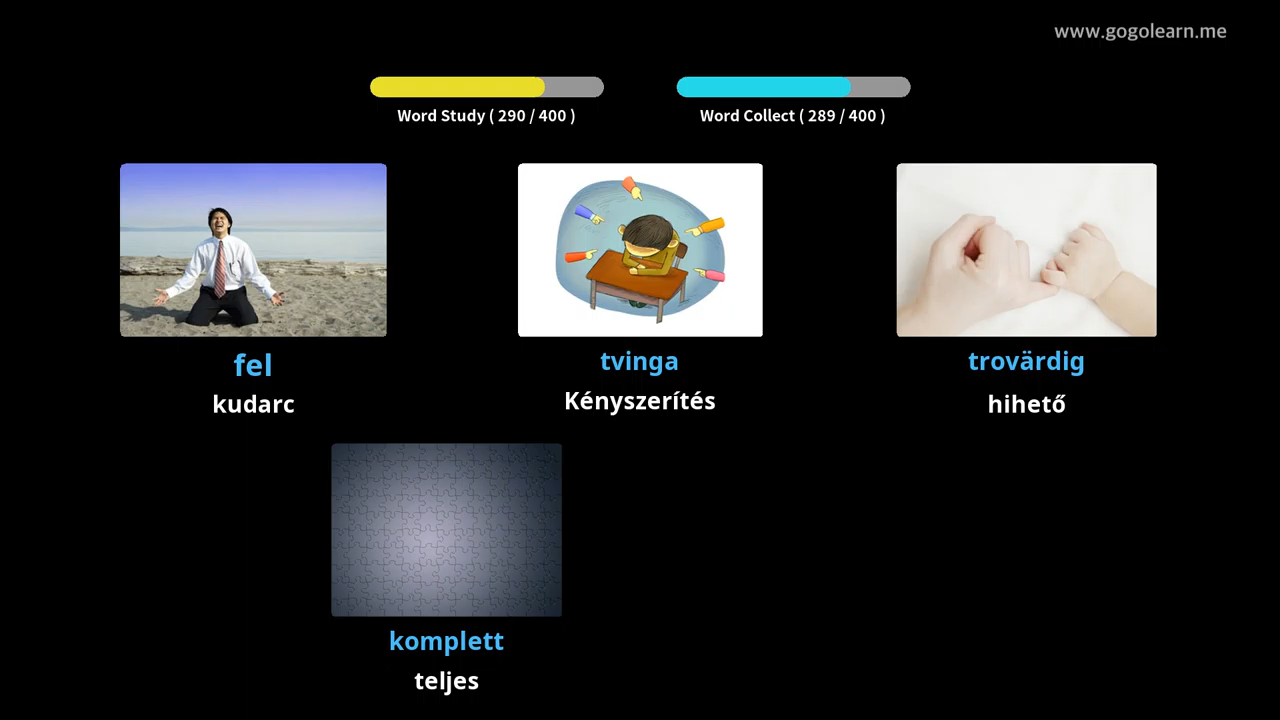 www.gogolearn.me
Word Study ( 290 / 400 )
Word Collect ( 289 / 400 )
fel
kudarc
tvinga
Kényszerítés
trovärdig
hihető
komplett
teljes